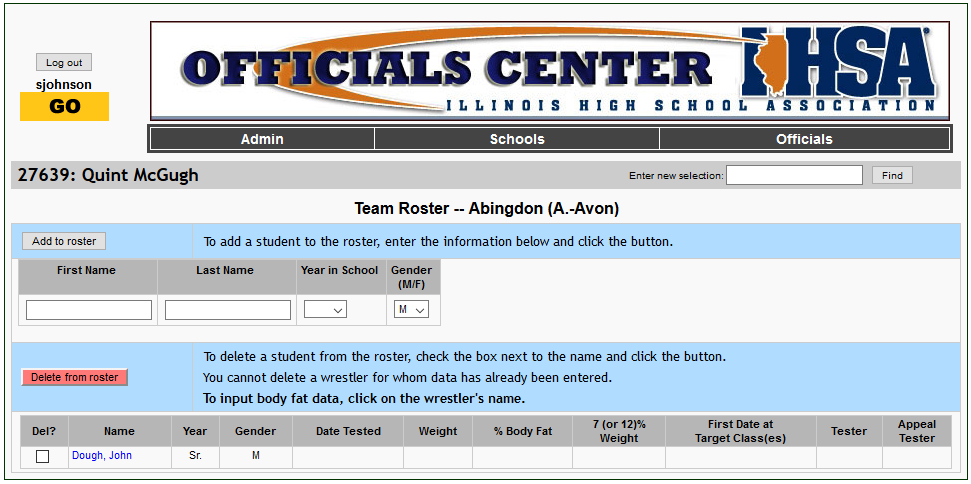 Log out
sjohnson
GO
OFFICIALS CENTER
IHSA
ILLINOIS HIGH SCHOOL ASSOCIATION
Admin Schools Officials
27639: Quint McGugh Enter new selection: Find
Team Roster -- Abingdon (A.-Avon)
Add to roster To add a student to the roster, enter the information below and click the button.
First Name Last Name Year in School Gender
(M/F)
M
To delete a student from the roster, check the box next to the name and click the button.
Delete from roster You cannot delete a wrestler for whom data has already been entered.
To input body fat data, click on the wrestler's name.
Del? Name Year Gender Date Tested Weight % Body Fat 7 (or 12)% First Date at Tester Appeal
Weight Target Class(es) Tester
Dough, John Sr. M